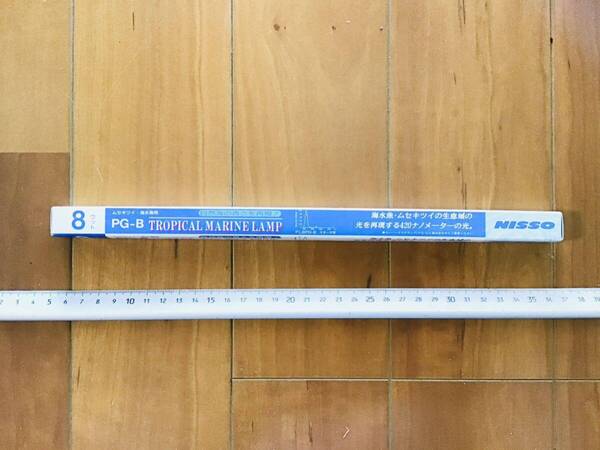 8
ワット
ムセキツイ・海水魚用
PG-B TROPICAL MARINE LAMP
海水魚・ムセキツイの生息域の
光を再現する420ナノメーターの光。
NISSO
2 3 4 5 6 7 8 9 10 11 12 13 14 15 16 17 18 19 20 21 22 23 24 25 26 27 28 29 30 31 32 33 34 35 36 37 38 39